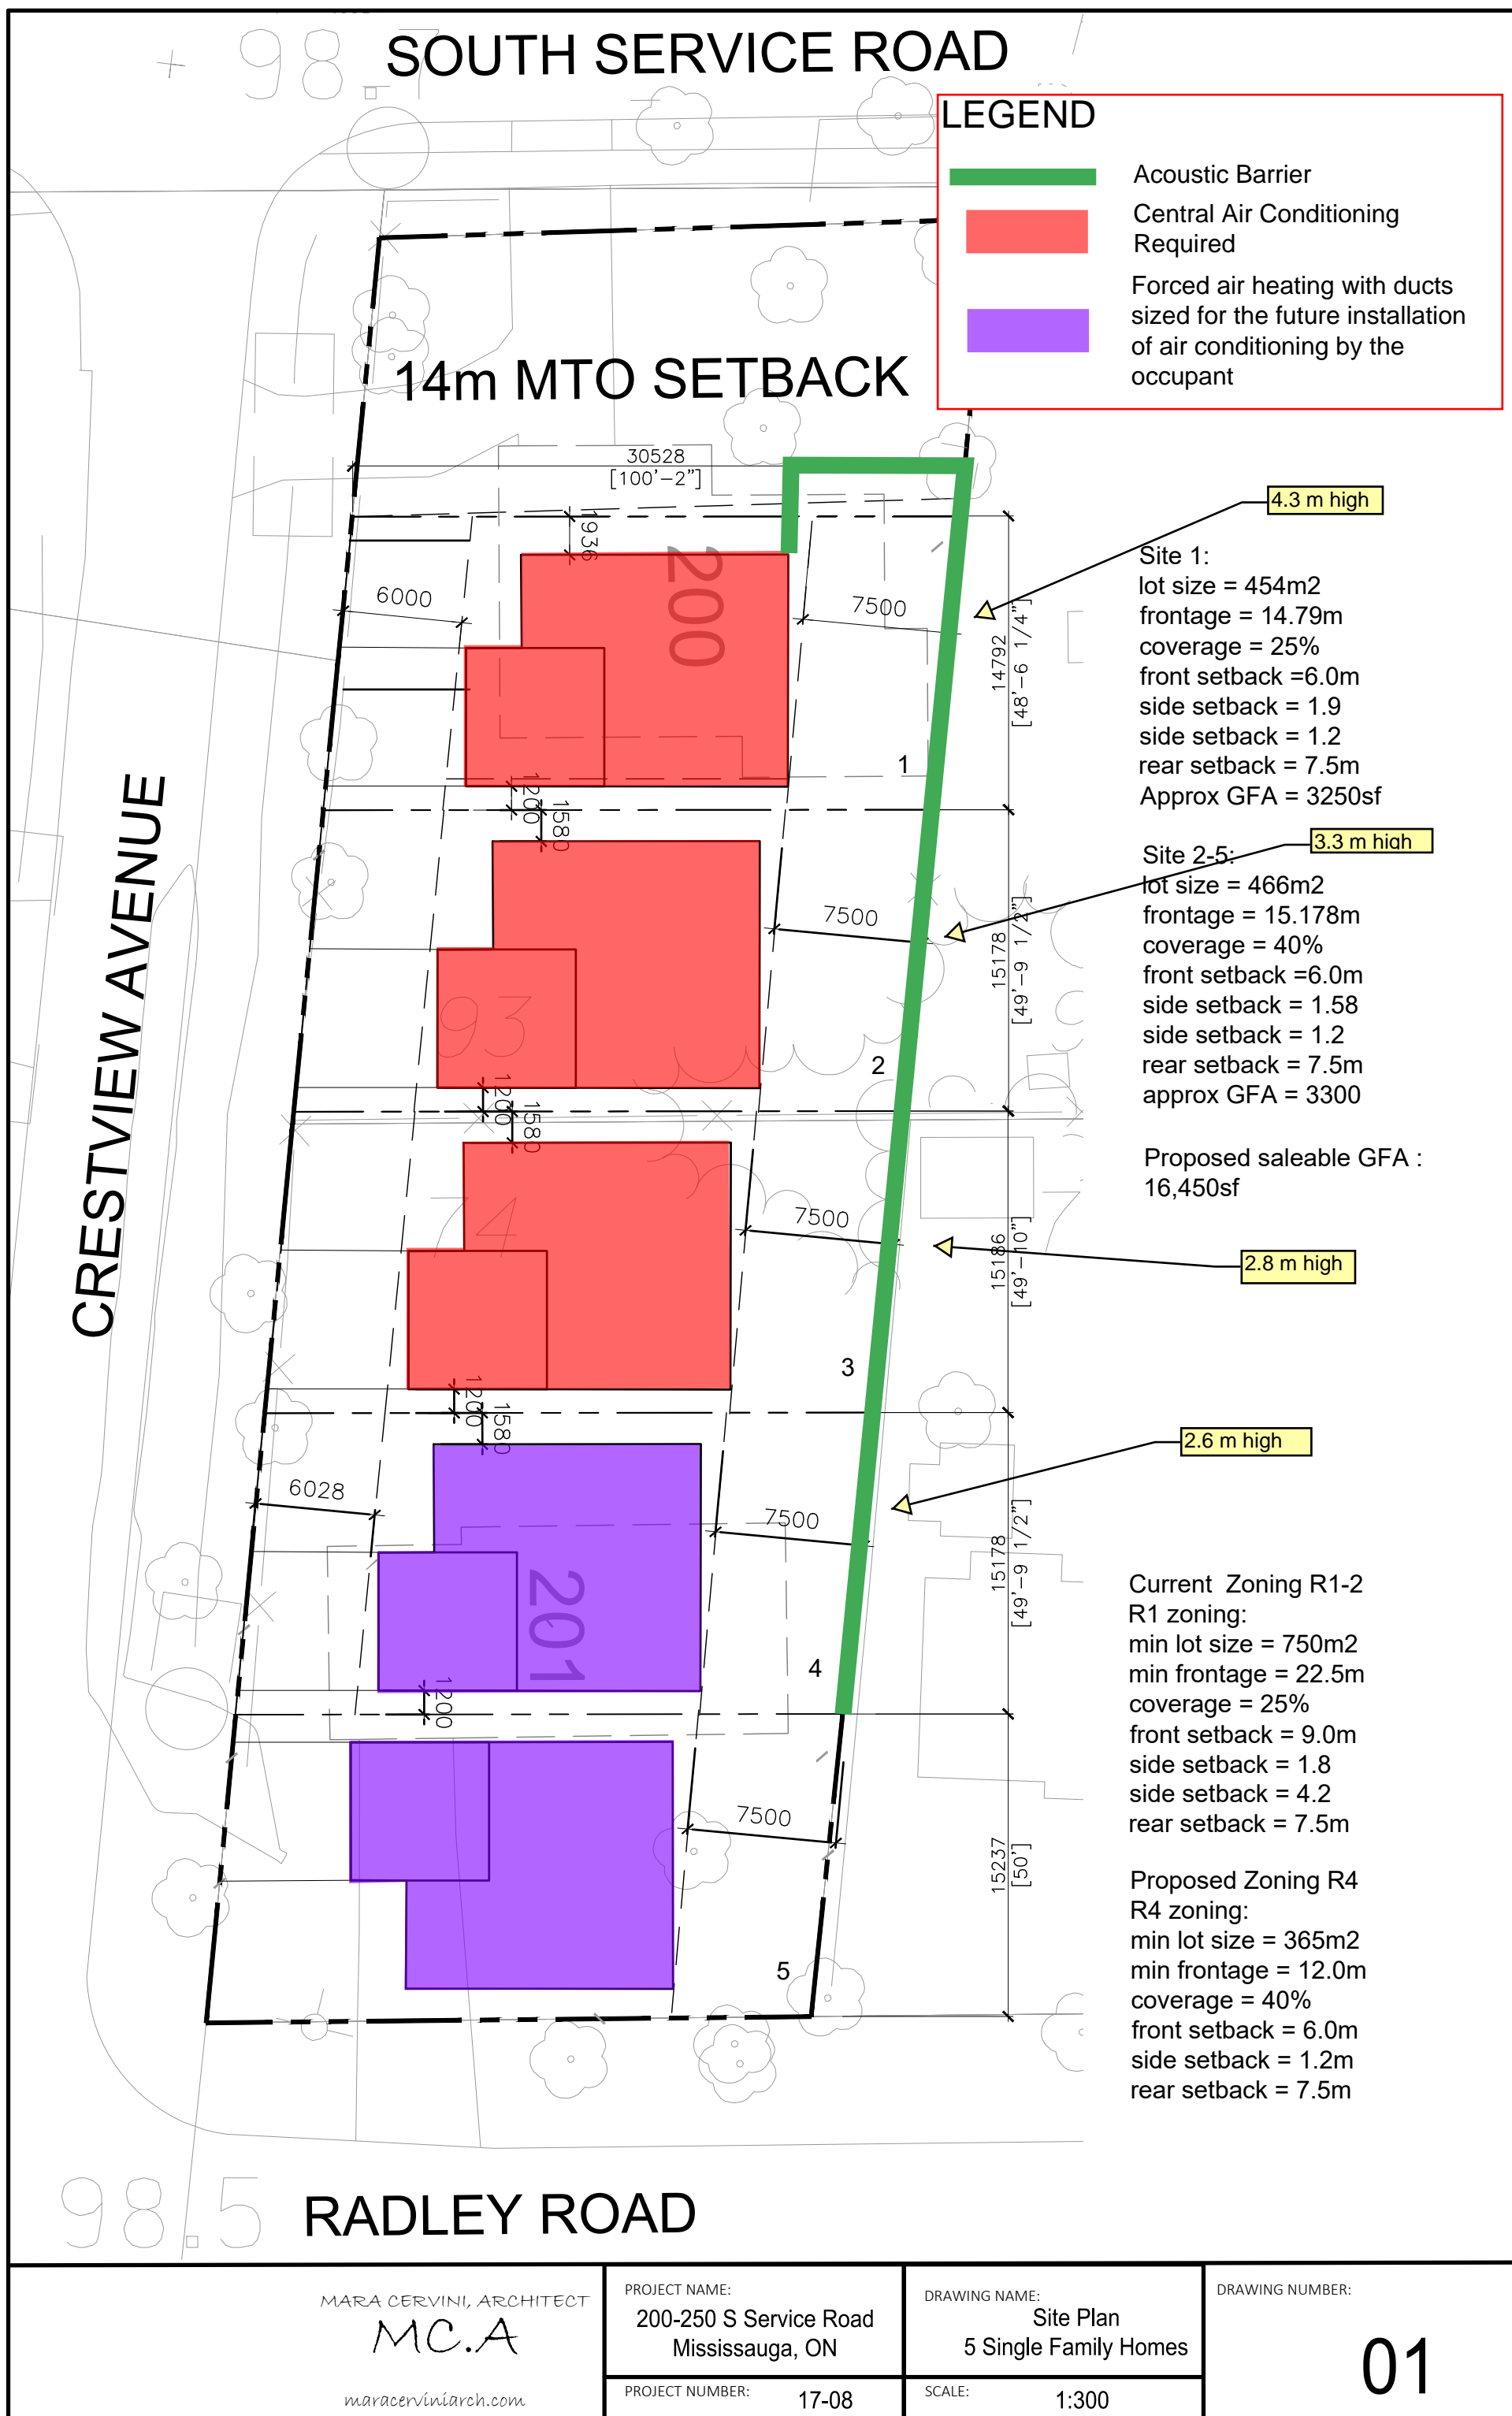 SOUTH SERVICE ROAD
LEGEND
Acoustic Barrier
Central Air Conditioning
Required
Forced air heating with ducts
sized for the future installation
of air conditioning by the
occupant
14m MTO SETBACK
30528
[100'-2"]
1936
200
6000
7500
14792
[48'-6 1/4"]
4.3 m high
Site 1:
lot size = 454m2
frontage = 14.79m
coverage = 25%
front setback =6.0m
side setback = 1.9
side setback = 1.2
rear setback = 7.5m
Approx GFA = 3250sf
1
1200
1580
3.3 m high
Site 2-5:
lot size = 466m2
frontage = 15.178m
coverage = 40%
front setback =6.0m
side setback = 1.58
side setback = 1.2
rear setback = 7.5m
approx GFA = 3300
7500
15178
[49'-9 1/2"]
93
2
1200
1580
CRESTVIEW AVENUE
Proposed saleable GFA :
16,450sf
7500
15186
[49'-10"]
4
2.8 m high
3
1200
1580
2.6 m high
6028
7500
15178
[49'-9 1/2"]
201
4
1200
Current  Zoning R1-2
R1 zoning:
min lot size = 750m2
min frontage = 22.5m
coverage = 25%
front setback = 9.0m
side setback = 1.8
side setback = 4.2
rear setback = 7.5m
7500
15237
[50']
5
Proposed Zoning R4
R4 zoning:
min lot size = 365m2
min frontage = 12.0m
coverage = 40%
front setback = 6.0m
side setback = 1.2m
rear setback = 7.5m
98.5
RADLEY ROAD
MARA CERVINI, ARCHITECT
MC.A
maracerviniarch.com
PROJECT NAME:
200-250 S Service Road
Mississauga, ON
PROJECT NUMBER:
17-08
DRAWING NAME:
Site Plan
5 Single Family Homes
SCALE:
1:300
DRAWING NUMBER:
01